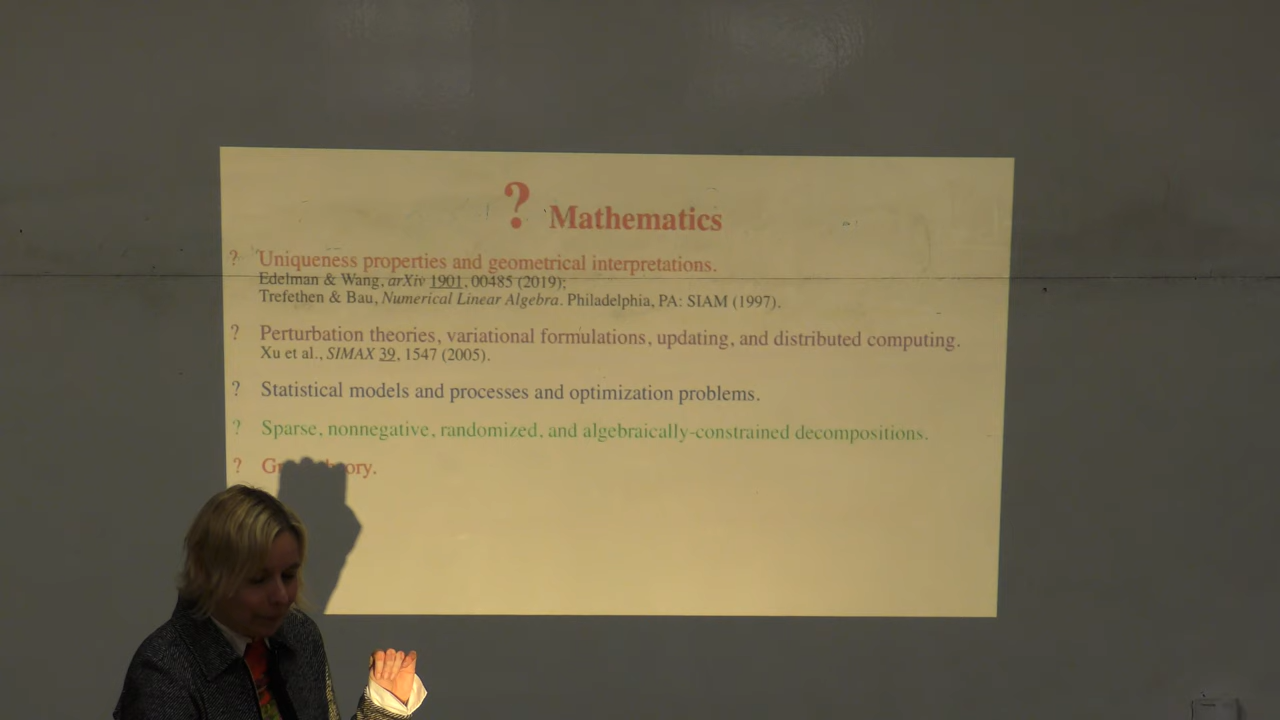 ? Mathematics
? Uniqueness properties and geometrical interpretations.
Edelman & Wang, arXiv 1901, 00485 (2019);
Trefethen & Bau, Numerical Linear Algebra. Philadelphia, PA: SIAM (1997).
? Perturbation theories, variational formulations, updating, and distributed computing.
Xu et al., SIMAX 39, 1547 (2005).
? Statistical models and processes and optimization problems.
? Sparse, nonnegative, randomized, and algebraically-constrained decompositions.
?